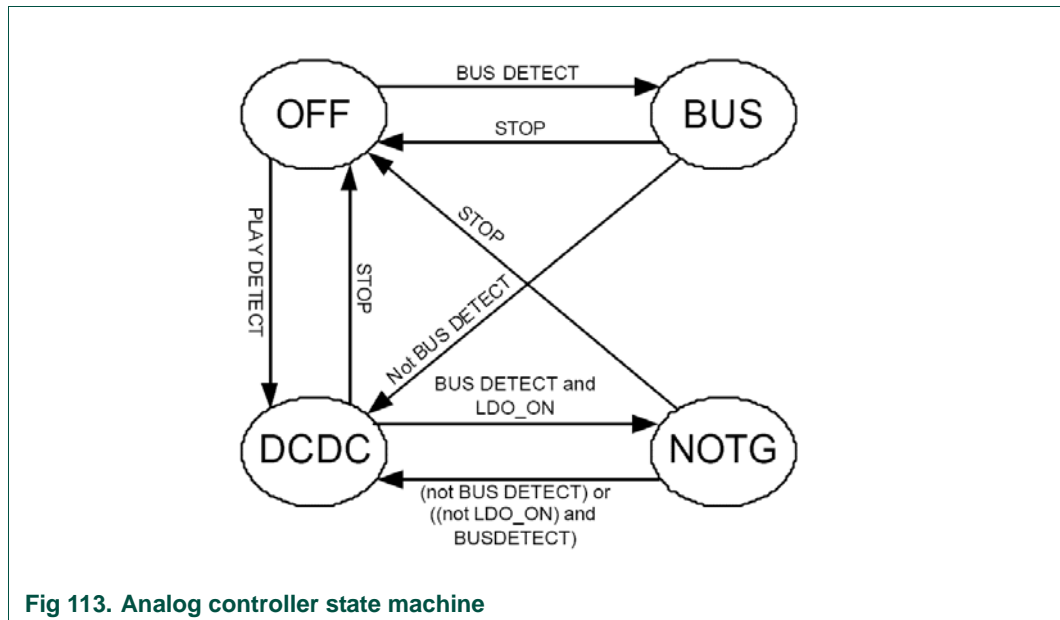 BUS DETECT
OFF
BUS
STOP
STOP
PLAY DETECT
STOP
Not BUS DETECT
BUS DETECT and
LDO_ON
DCDC
NOTG
(not BUS DETECT) or
((not LDO_ON) and
BUSDETECT)
Fig 113. Analog controller state machine